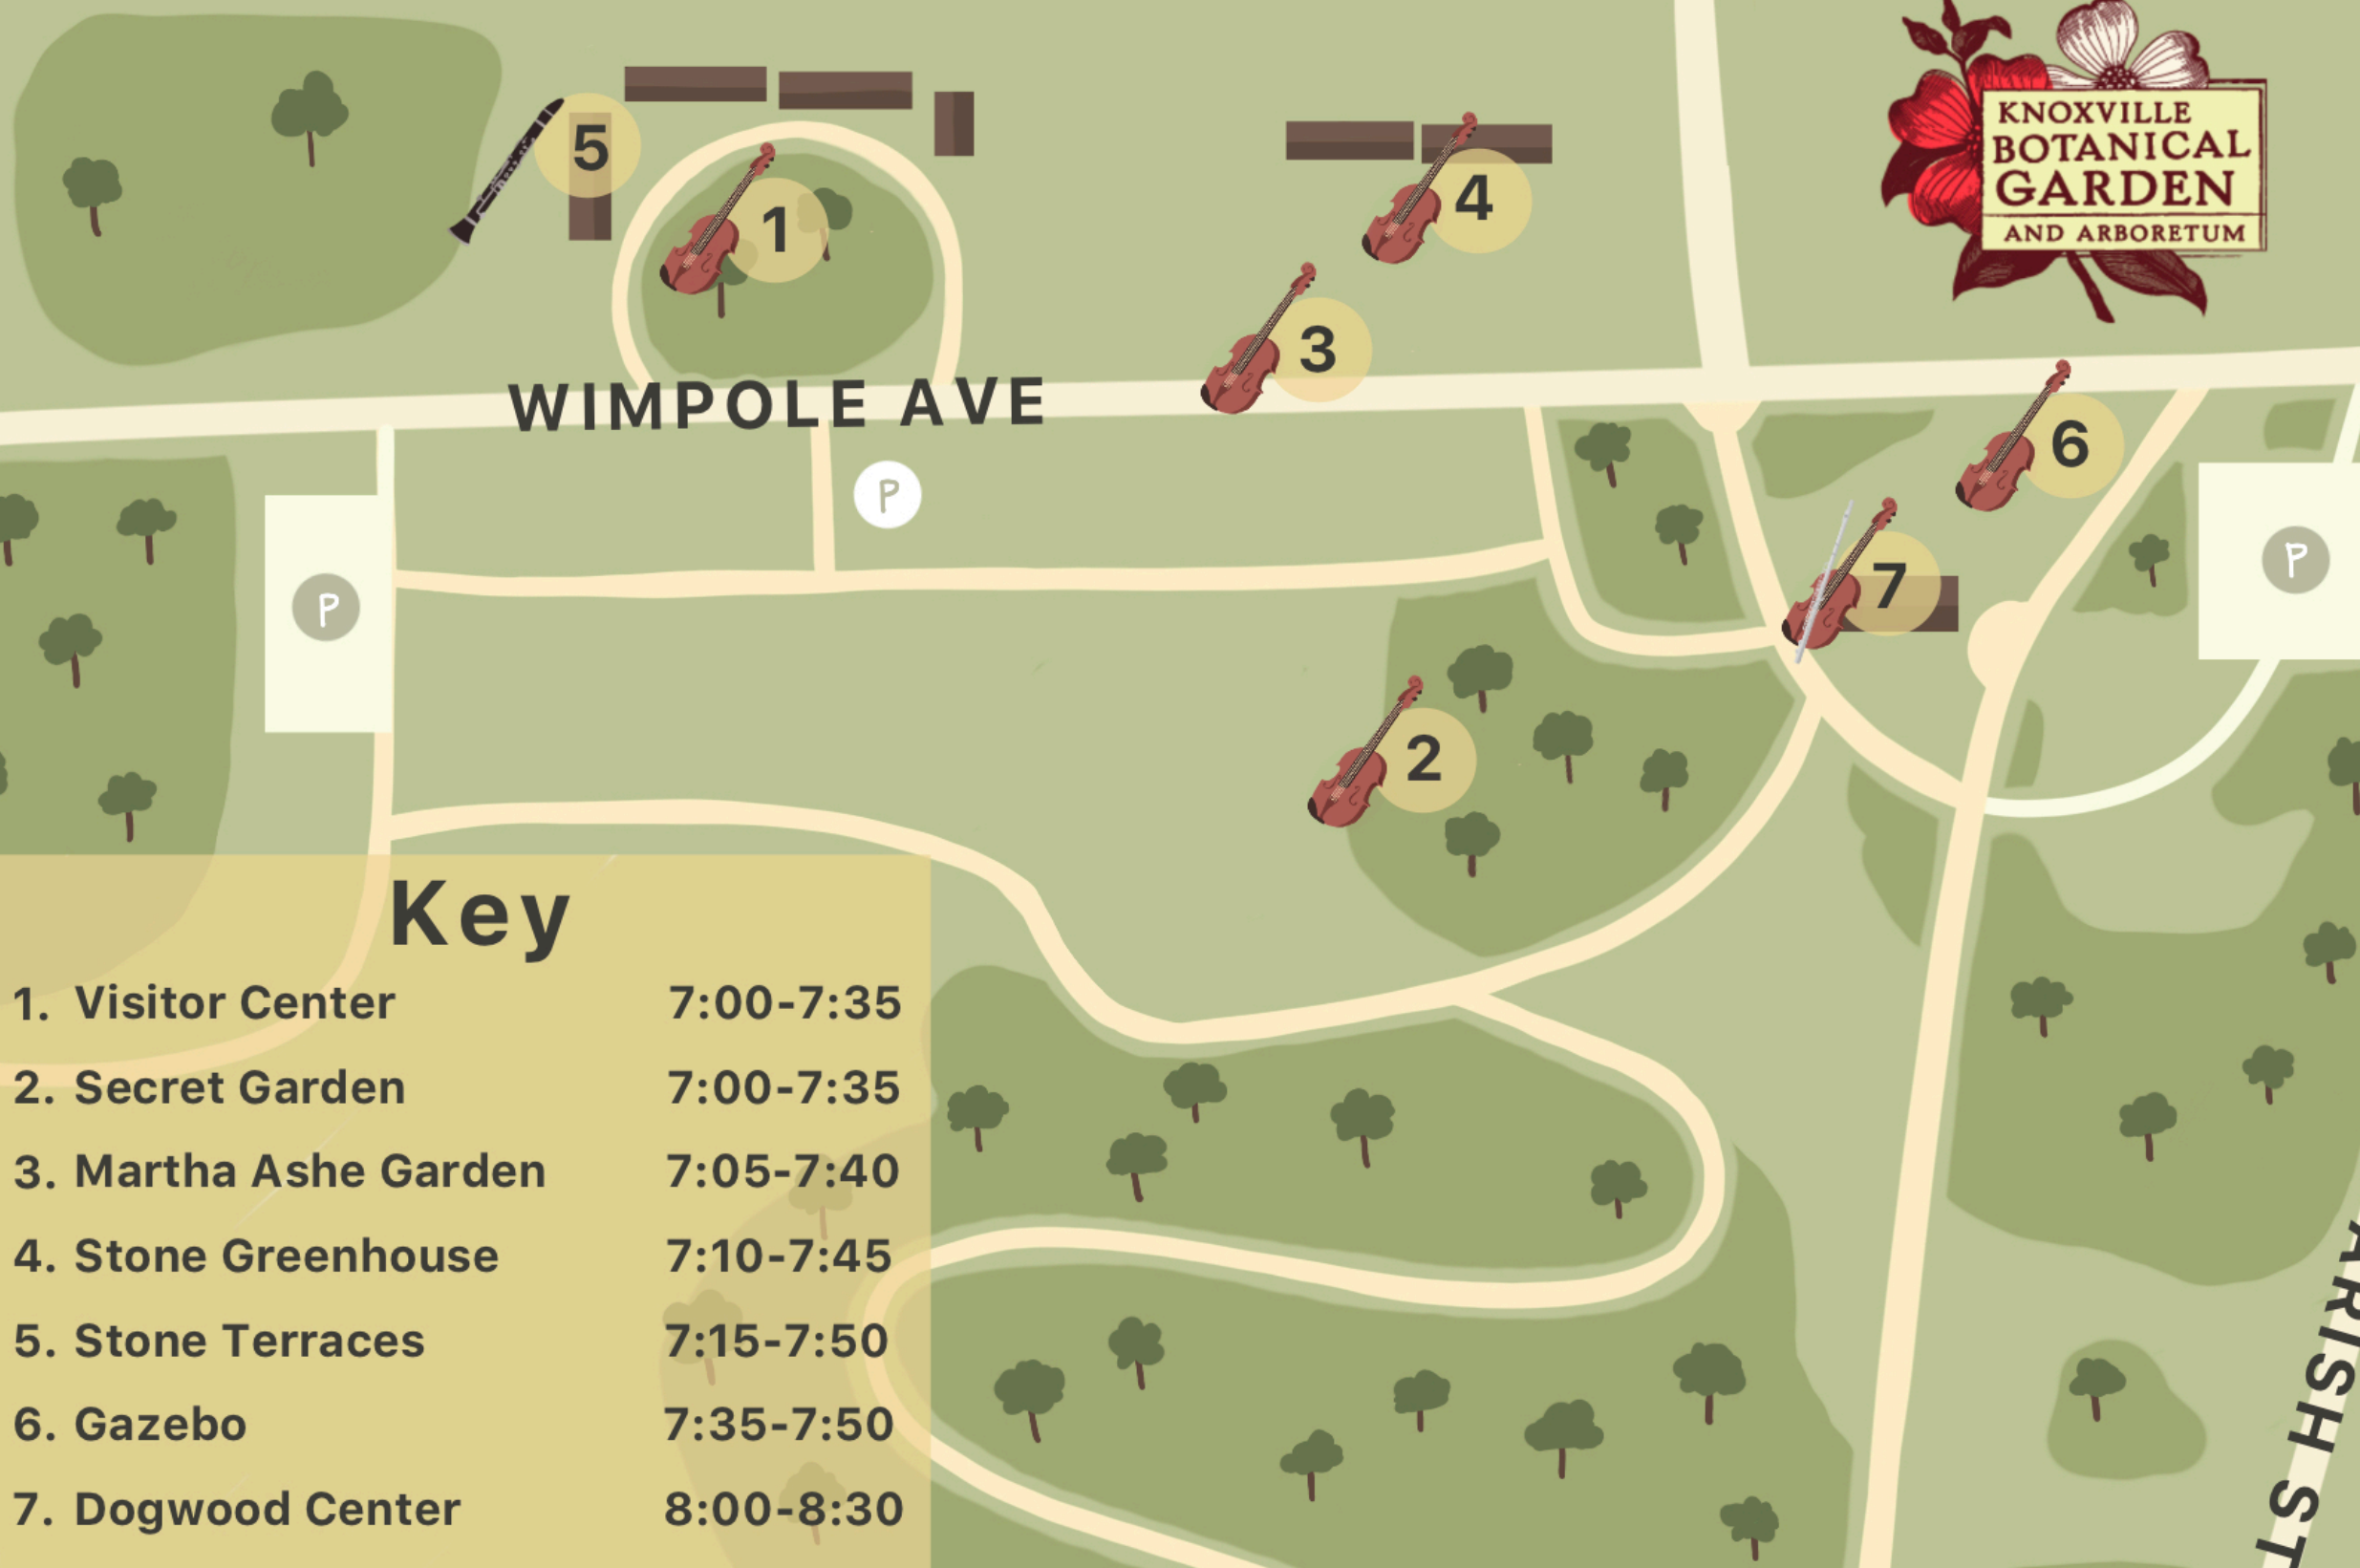 KNOXVILLE
BOTANICAL
GARDEN
AND ARBORETUM
5
1
4
3
WIMPOLE AVE
6
P
P
7
P
2
Key
1. Visitor Center 7:00-7:35
2. Secret Garden 7:00-7:35
3. Martha Ashe Garden 7:05-7:40
4. Stone Greenhouse 7:10-7:45
5. Stone Terraces 7:15-7:50
6. Gazebo 7:35-7:50
7. Dogwood Center 8:00-8:30
ARISH ST